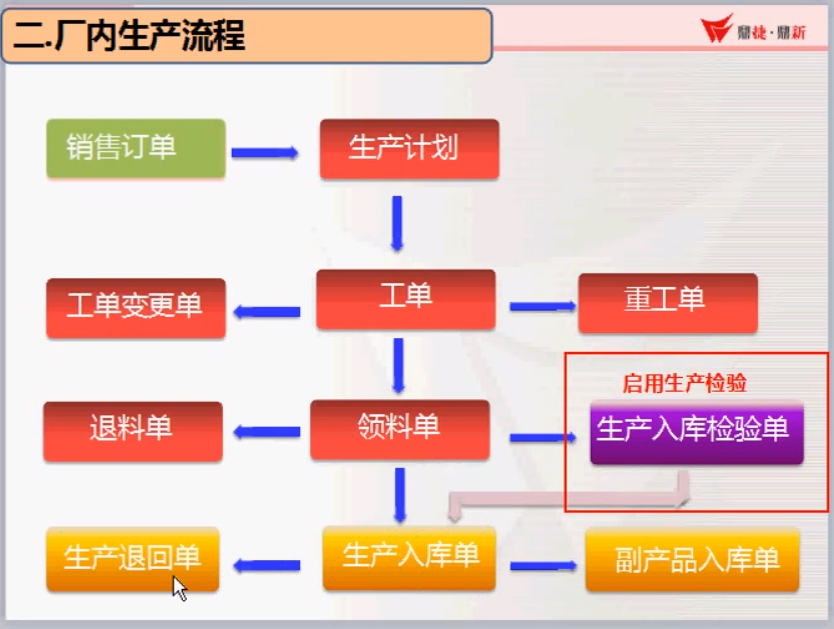 二.厂内生产流程
鼎捷·鼎新
销售订单
生产计划
工单变更单
工单
重工单
启用生产检验
退料单
领料单
生产入库检验单
生产退回单
生产入库单
副产品入库单